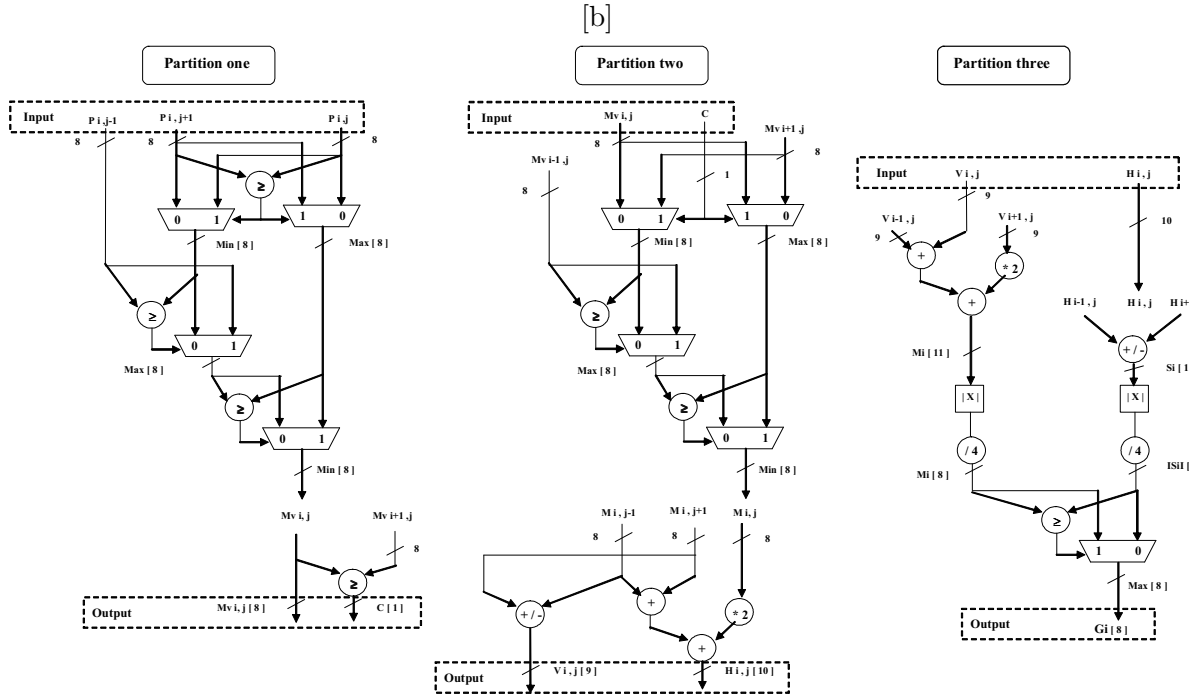 [b]
Partition one
Input
P i ,j-1
P i , j+1
P i,j
8
8
8
≥
0 1
1 0
Min [ 8 ]
Max [ 8 ]
≥
0 1
Max [ 8 ]
≥
0 1
Min [ 8 ]
Mv i, j
Mv i+1 ,j
8
≥
Mv i, j [ 8 ]
C [ 1 ]
Output
Partition two
Input
Mv i, j
C
Mv i+1 ,j
8
8
Mv i-1 ,j
8
1
0 1
1 0
Min [ 8 ]
Max [ 8 ]
≥
0 1
Max [ 8 ]
≥
0 1
Min [ 8 ]
M i , j-1
M i , j+1
M i, j
8
8
8
+ / -
+
* 2
+
Output
V i , j [ 9 ]
H i , j [ 10 ]
Partition three
Input
V i , j
H i , j
9
10
V i-1 , j
V i+1 , j
9
9
+
* 2
+
H i-1 , j
H i , j
H i+
+ / -
Mi [ 11 ]
Si [ 1
| X |
| X |
/ 4
/ 4
Mi [ 8 ]
ISiI [
≥
1 0
Max [ 8 ]
Output
Gi [ 8 ]